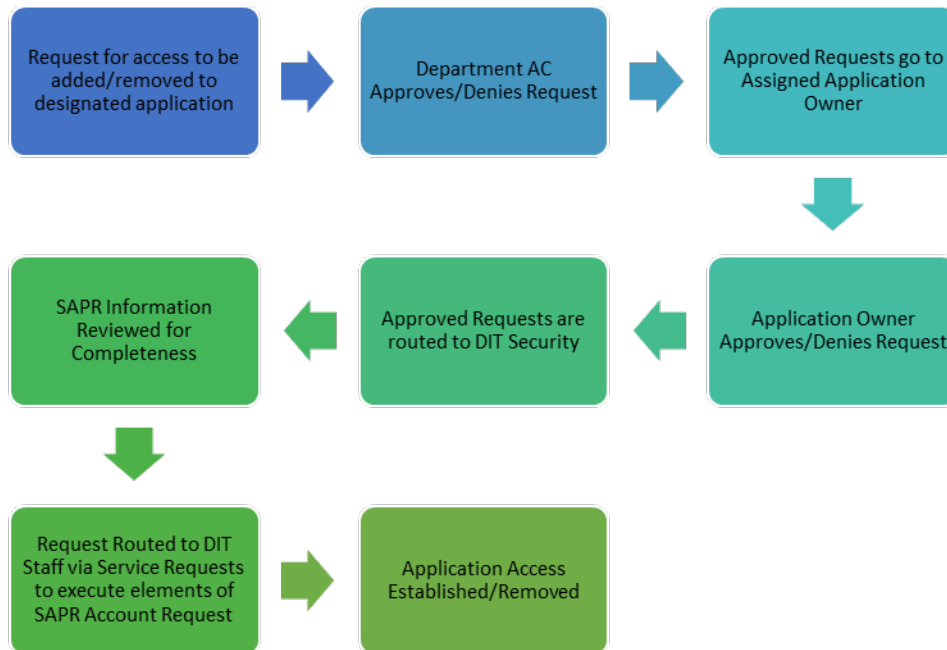 Request for access to be
added/removed to
designated application
Department AC
Approves/Denies Request
Approved Requests go to
Assigned Application
Owner
Application Owner
Approves/Denies Request
Approved Requests are
routed to DIT Security
SAPR Information
Reviewed for
Completeness
Request Routed to DIT
Staff via Service Requests
to execute elements of
SAPR Account Request
Application Access
Established/Removed